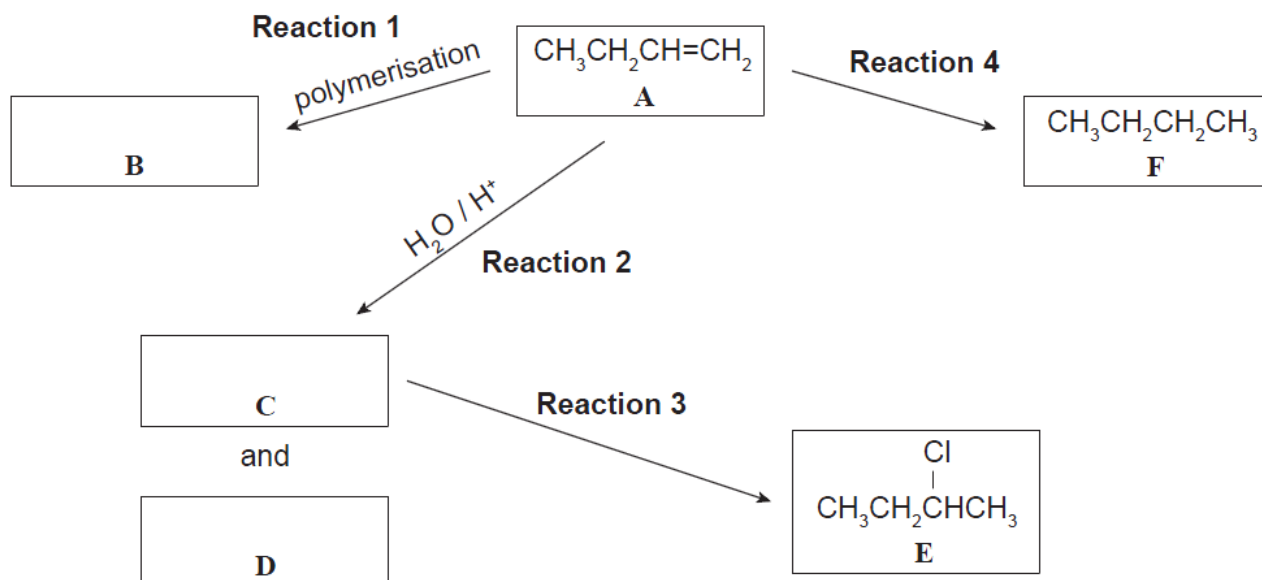 Reaction 1
polymerisation
CH₃CH₂CH=CH₂
A
Reaction 4
B
CH₃CH₂CH₂CH₃
F
H₂O / H⁺
Reaction 2
C
and
D
Reaction 3
Cl
CH₃CH₂CHCH₃
E